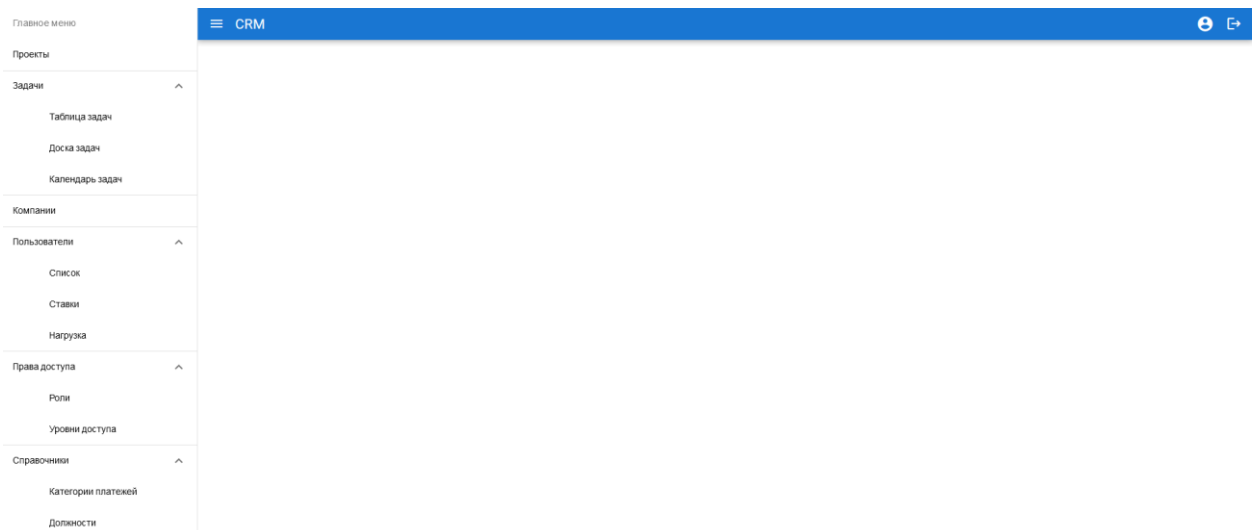 Главное меню
CRM
Проекты
Задачи
Таблица задач
Доска задач
Календарь задач
Компании
Пользователи
Список
Ставки
Нагрузка
Права доступа
Роли
Уровни доступа
Справочники
Категории платежей
Должности